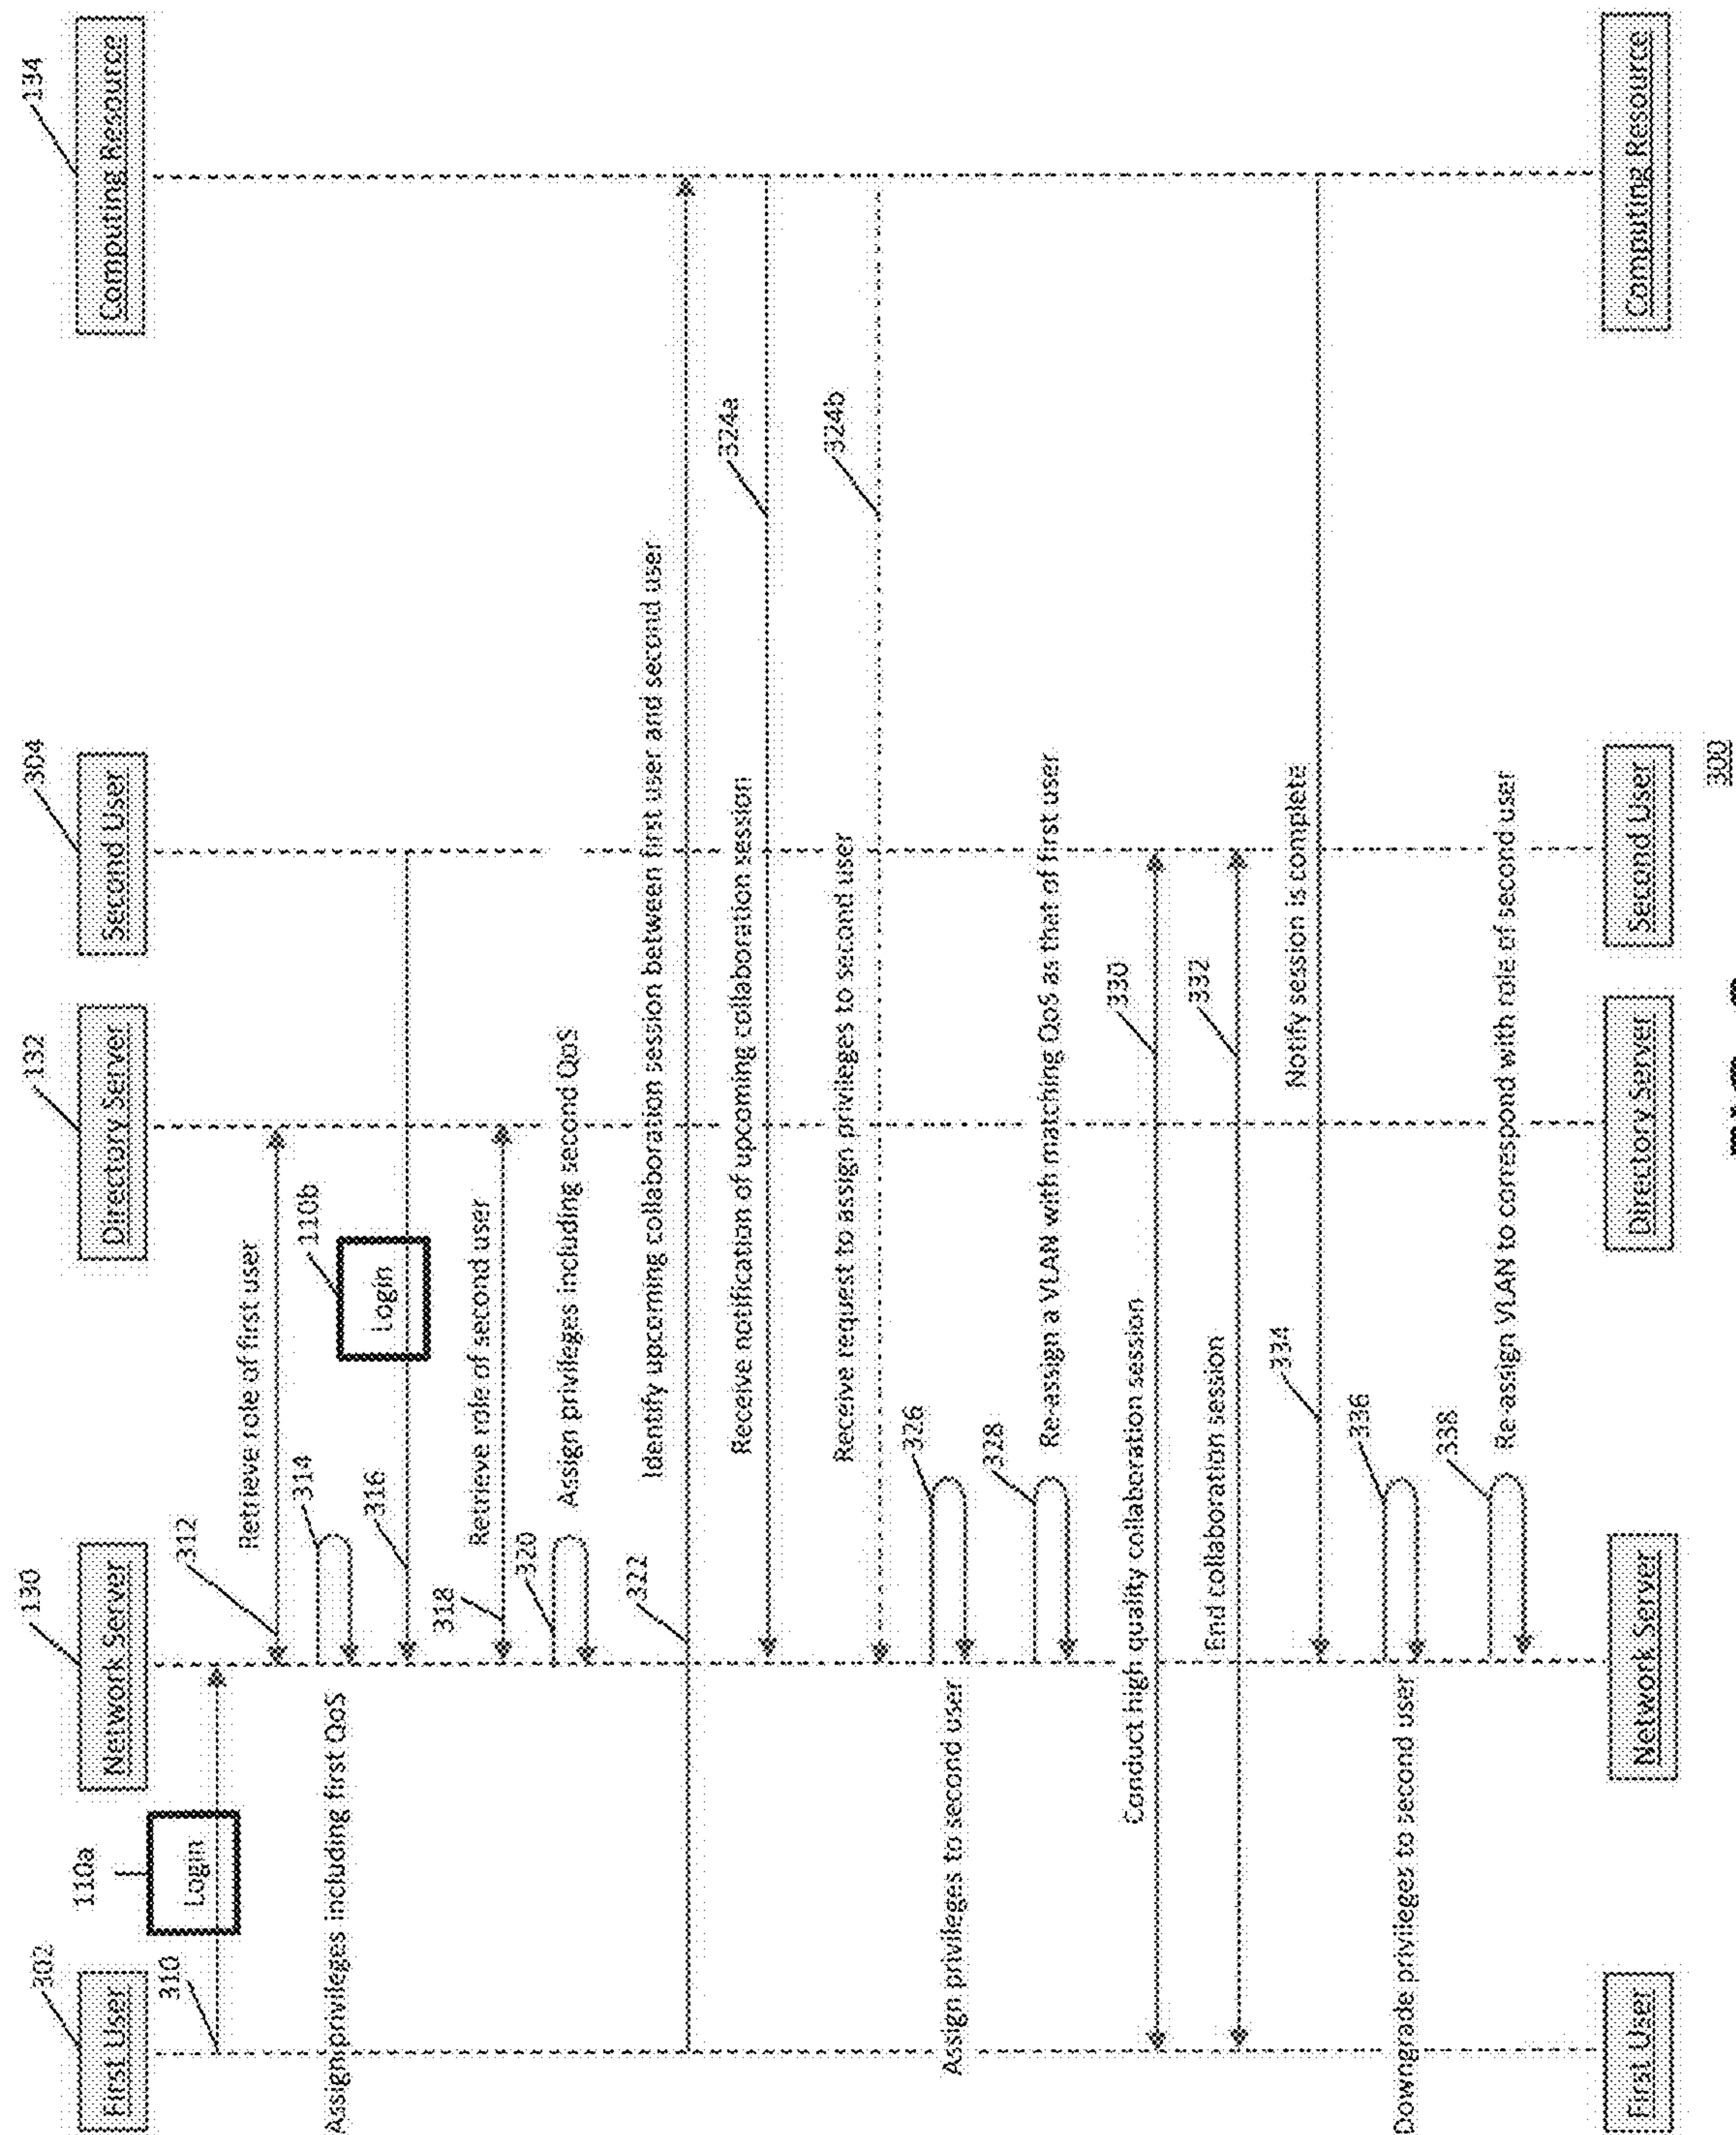 302
130
132
304
134
First User
Network Server
Directory Server
Second User
Computing Resource
110a
310
Login
312
Retrieve role of first user
314
Assign privileges including first QoS
110b
316
Login
318
Retrieve role of second user
320
Assign privileges including second QoS
322
Identify upcoming collaboration session between first user and second user
324a
Receive notification of upcoming collaboration session
324b
Receive request to assign privileges to second user
326
Assign privileges to second user
328
Re-assign a VLAN with matching QoS as that of first user
330
Conduct high quality collaboration session
332
End collaboration session
334
Notify session is complete
336
Downgrade privileges to second user
338
Re-assign VLAN to correspond with role of second user
First User
Network Server
Directory Server
Second User
Computing Resource
300